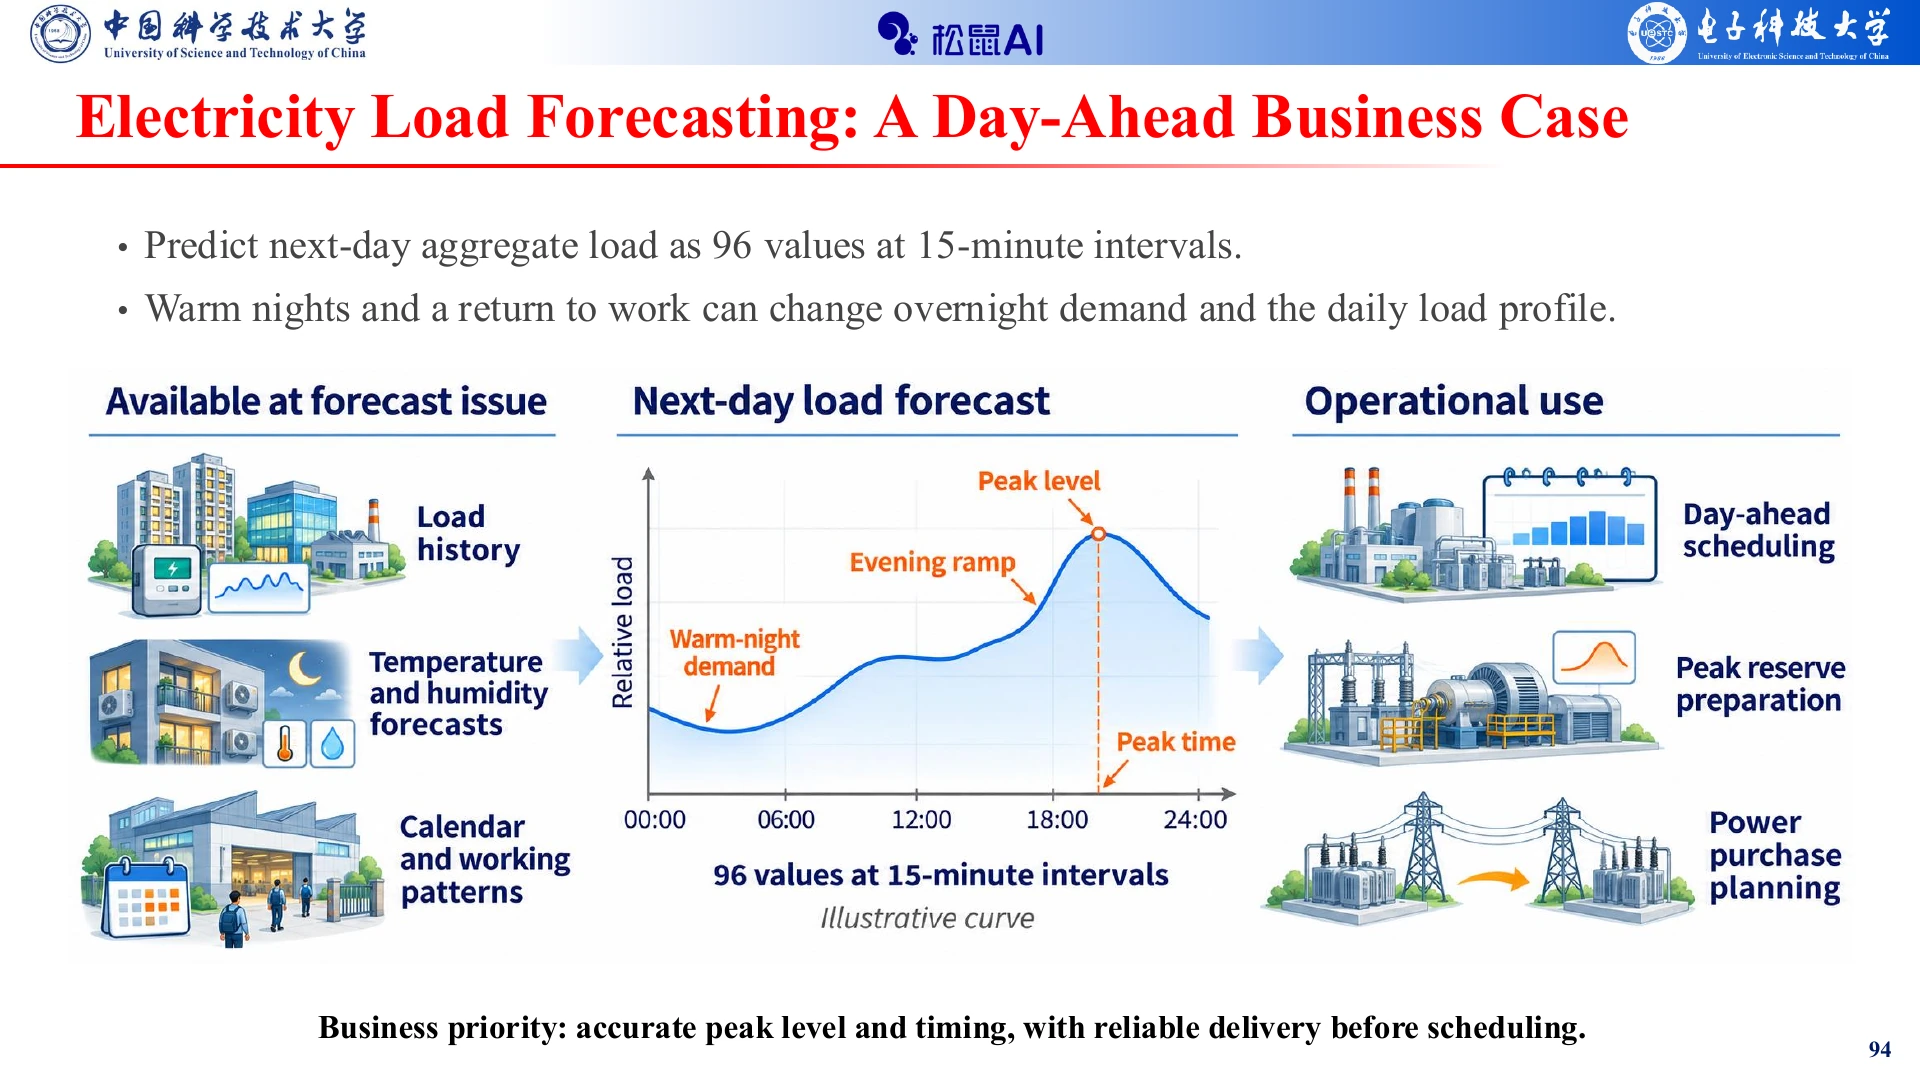 中国科学技术大学
University of Science and Technology of China
松鼠AI
电子科技大学
University of Electronic Science and Technology of China
1966
Electricity Load Forecasting: A Day-Ahead Business Case
• Predict next-day aggregate load as 96 values at 15-minute intervals.
• Warm nights and a return to work can change overnight demand and the daily load profile.
Available at forecast issue
Load
history
Temperature
and humidity
forecasts
Calendar
and working
patterns
Next-day load forecast
Relative load
Peak level
Evening ramp
Warm-night
demand
Peak time
00:00 06:00 12:00 18:00 24:00
96 values at 15-minute intervals
Illustrative curve
Operational use
Day-ahead
scheduling
Peak reserve
preparation
Power
purchase
planning
Business priority: accurate peak level and timing, with reliable delivery before scheduling.
94